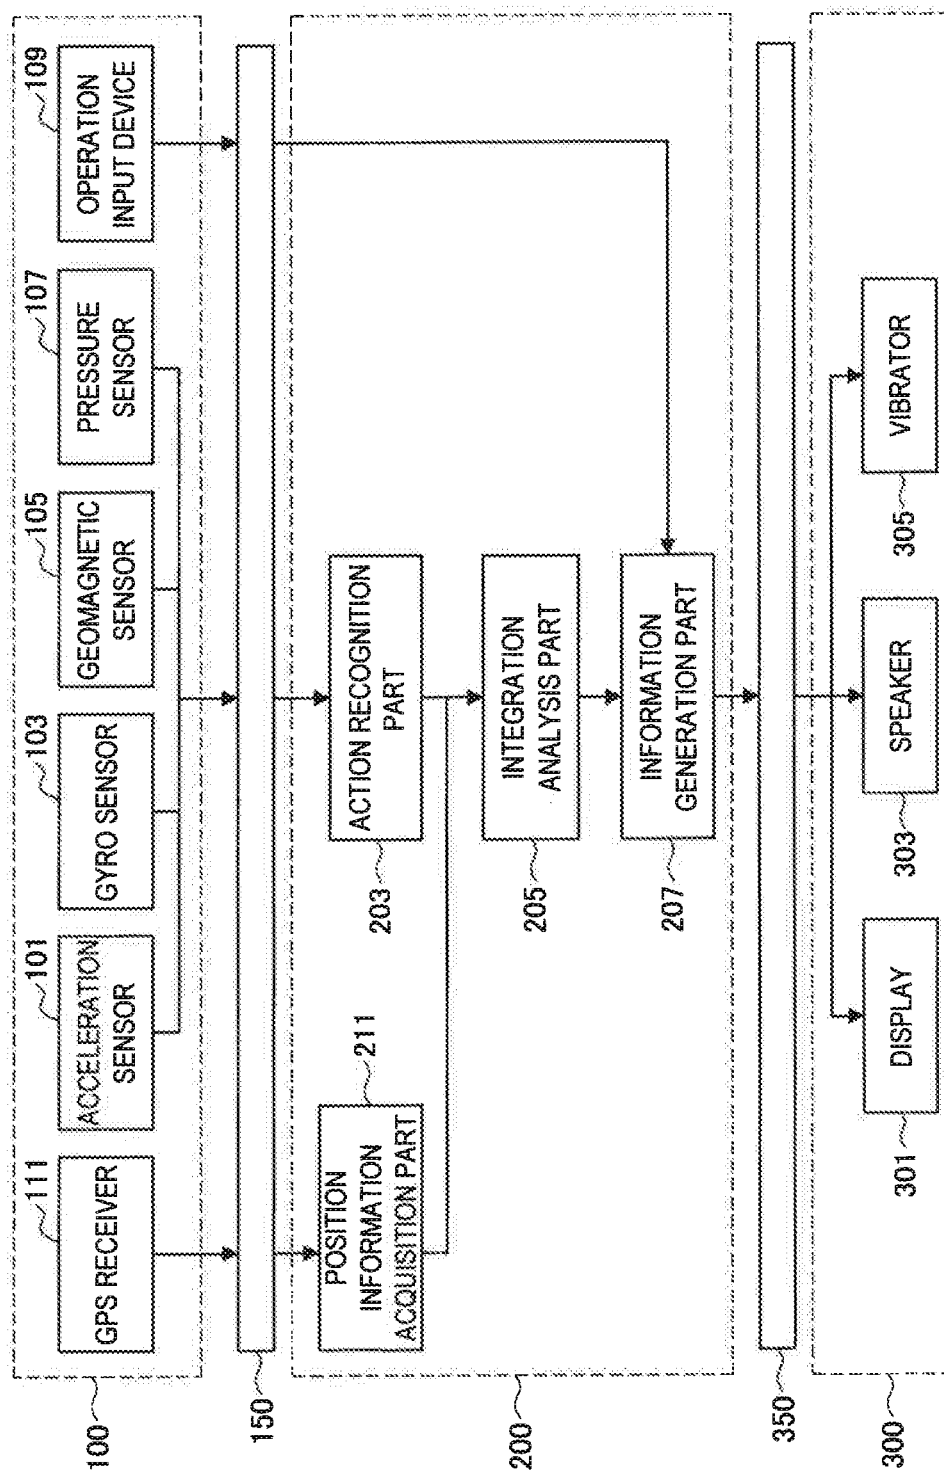 111
101
103
105
107
109
GPS RECEIVER
ACCELERATION
SENSOR
GYRO SENSOR
GEOMAGNETIC
SENSOR
PRESSURE
SENSOR
OPERATION
INPUT DEVICE
100
150
POSITION
INFORMATION
ACQUISITION PART
211
ACTION RECOGNITION
PART
203
INTEGRATION
ANALYSIS PART
205
INFORMATION
GENERATION PART
207
200
350
DISPLAY
301
SPEAKER
303
VIBRATOR
305
300